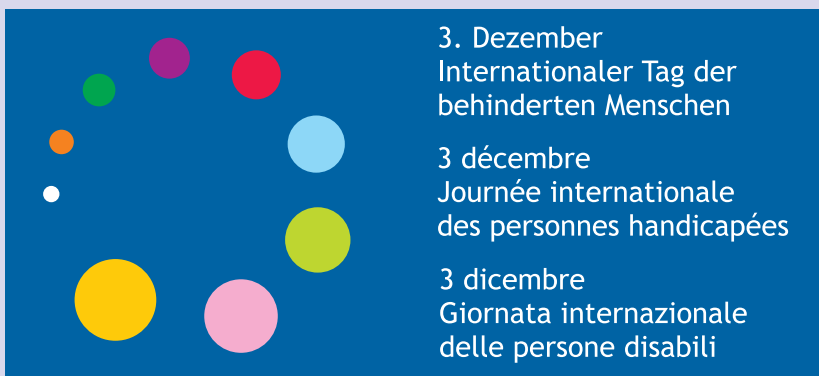 3. Dezember
Internationaler Tag der
behinderten Menschen
3 décembre
Journée internationale
des personnes handicapées
3 dicembre
Giornata internazionale
delle persone disabili